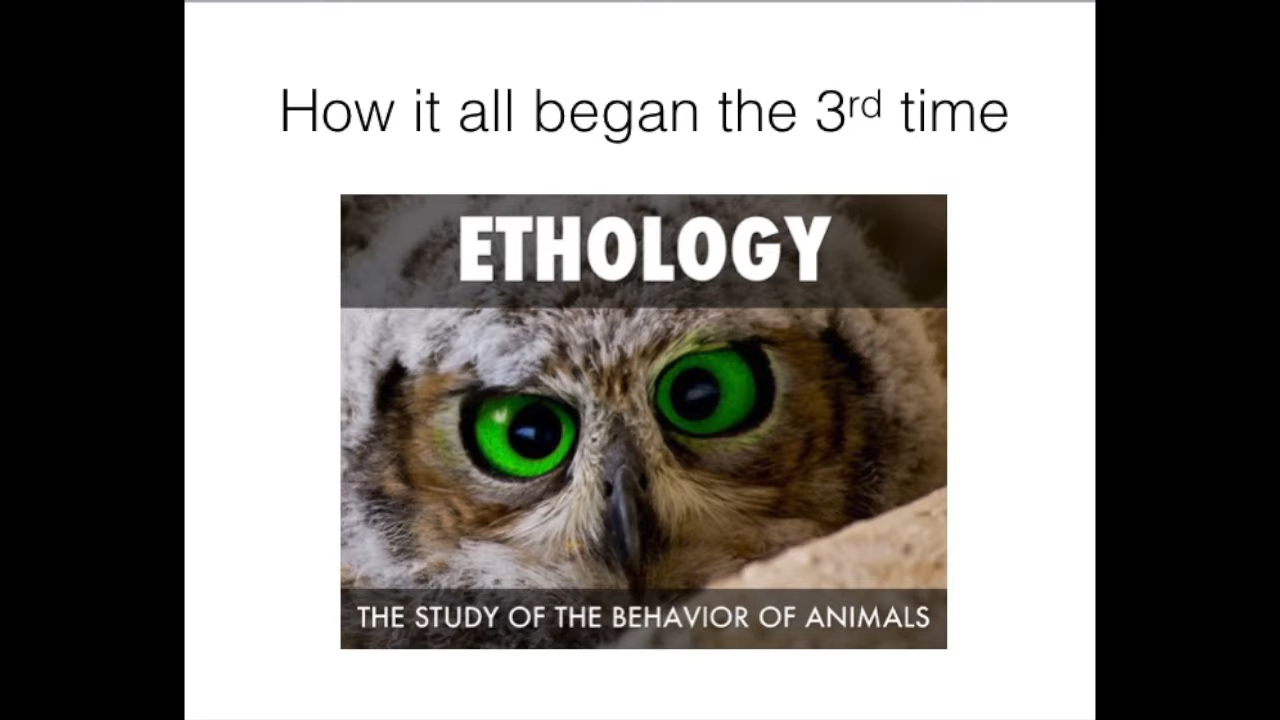 How it all began the 3rd time
ETHOLOGY
THE STUDY OF THE BEHAVIOR OF ANIMALS